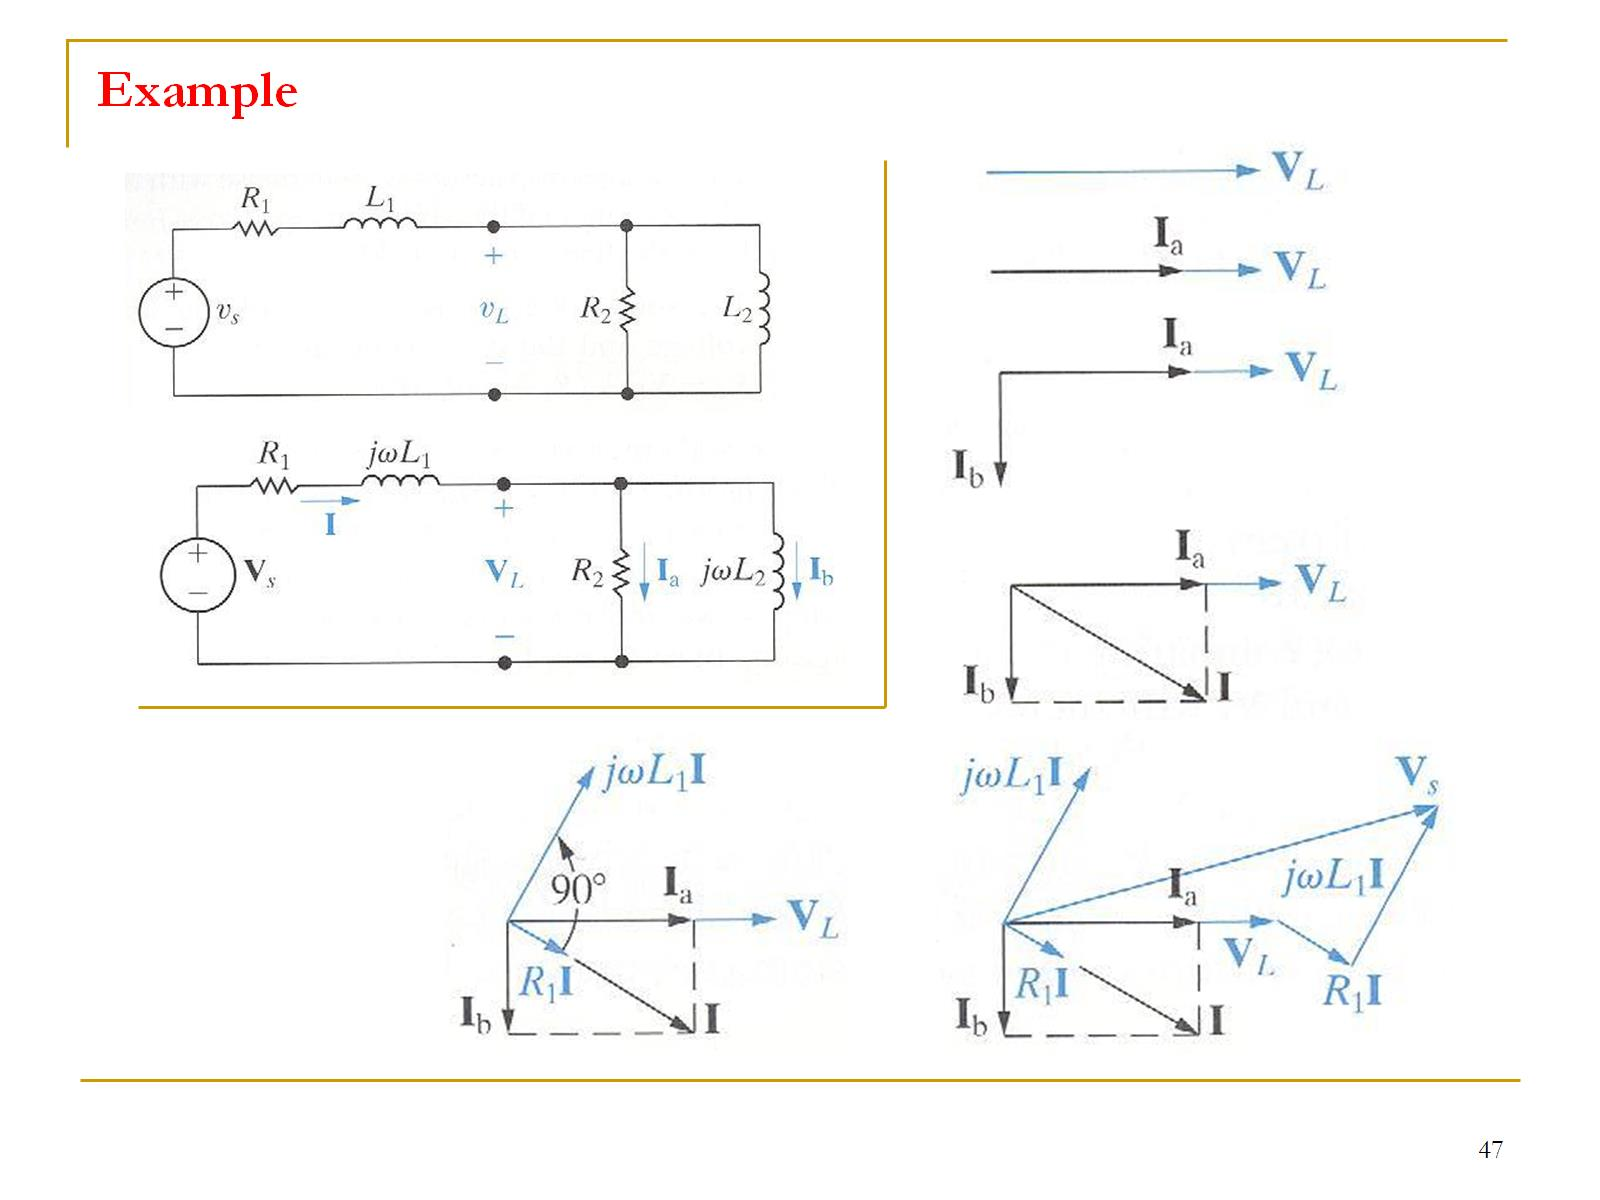 Example
R1 L1
+ vs − + vL − R2 L2
R1 jωL1
I
+ Vs − + VL − R2 Ia jωL2 Ib
VL
Ia
VL
Ia
VL
Ib
Ia
VL
Ib I
jωL1I
90° Ia
VL
R1I
Ib I
jωL1I Vs
jωL1I
Ia
VL
R1I R1I
Ib I
47